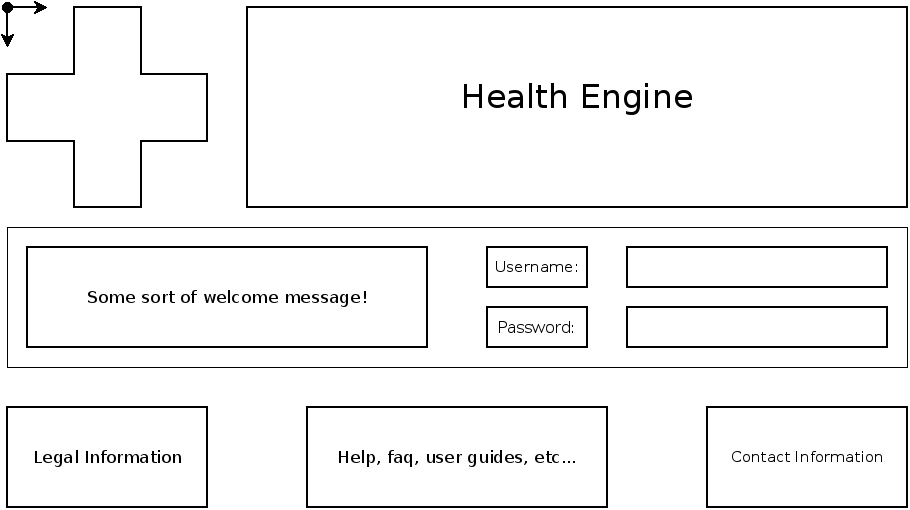 Health Engine
Some sort of welcome message!
Username:
Password:
Legal Information
Help, faq, user guides, etc...
Contact Information